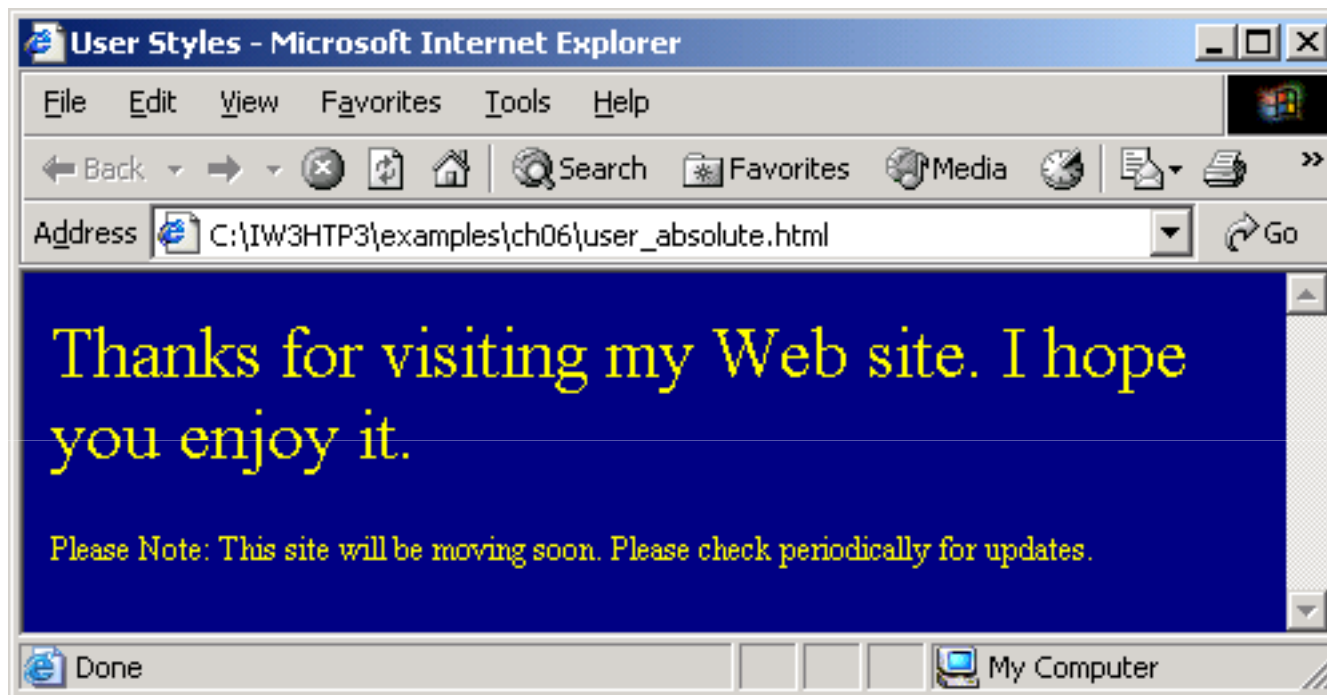 User Styles - Microsoft Internet Explorer
File Edit View Favorites Tools Help
Back Search Favorites Media »
Address C:\IW3HTP3\examples\ch06\user_absolute.html Go
Thanks for visiting my Web site. I hope
you enjoy it.
Please Note: This site will be moving soon. Please check periodically for updates.
Done My Computer